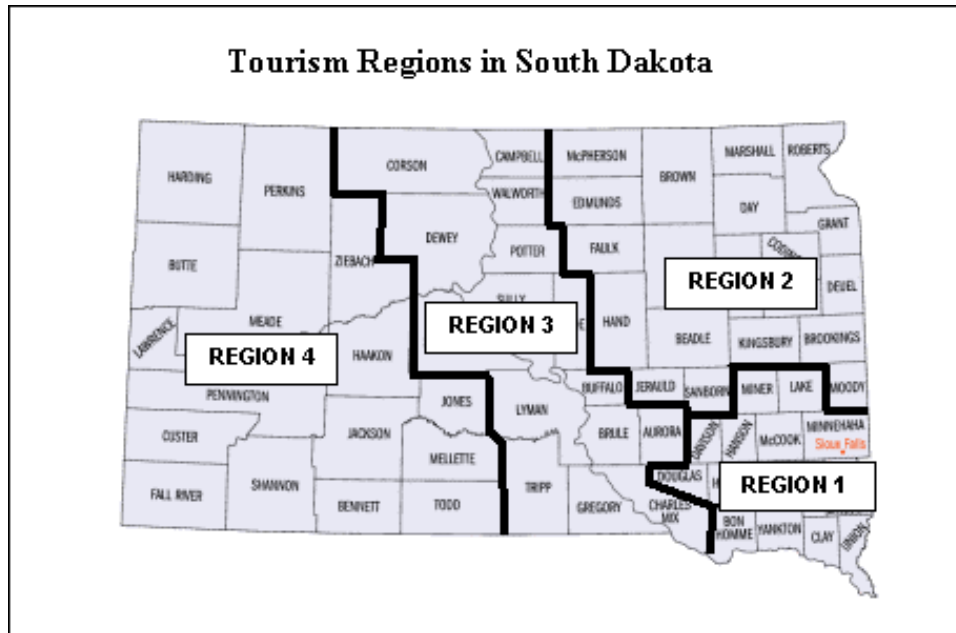 Tourism Regions in South Dakota
CORSON
CAMPBELL
McPHERSON
BROWN
MARSHALL
ROBERTS
HARDING
PERKINS
WALWORTH
EDMUNDS
DAY
GRANT
DEWEY
POTTER
FAULK
BUTTE
ZIEBACH
REGION 2
DEUEL
SULLY
MEADE
REGION 3
HAND
LAWRENCE
BEADLE
KINGSBURY
BROOKINGS
REGION 4
HAAKON
PENNINGTON
JONES
LYMAN
BUFFALO
JERAULD
SANBORN
MINER
LAKE
MOODY
CUSTER
JACKSON
BRULE
AURORA
DAVISON
HANSON
McCOOK
MINNEHAHA
Sioux Falls
MELLETTE
DOUGLAS
FALL RIVER
SHANNON
BENNETT
TODD
TRIPP
GREGORY
CHARLES
MIX
REGION 1
BON
HOMME
YANKTON
CLAY
UNION